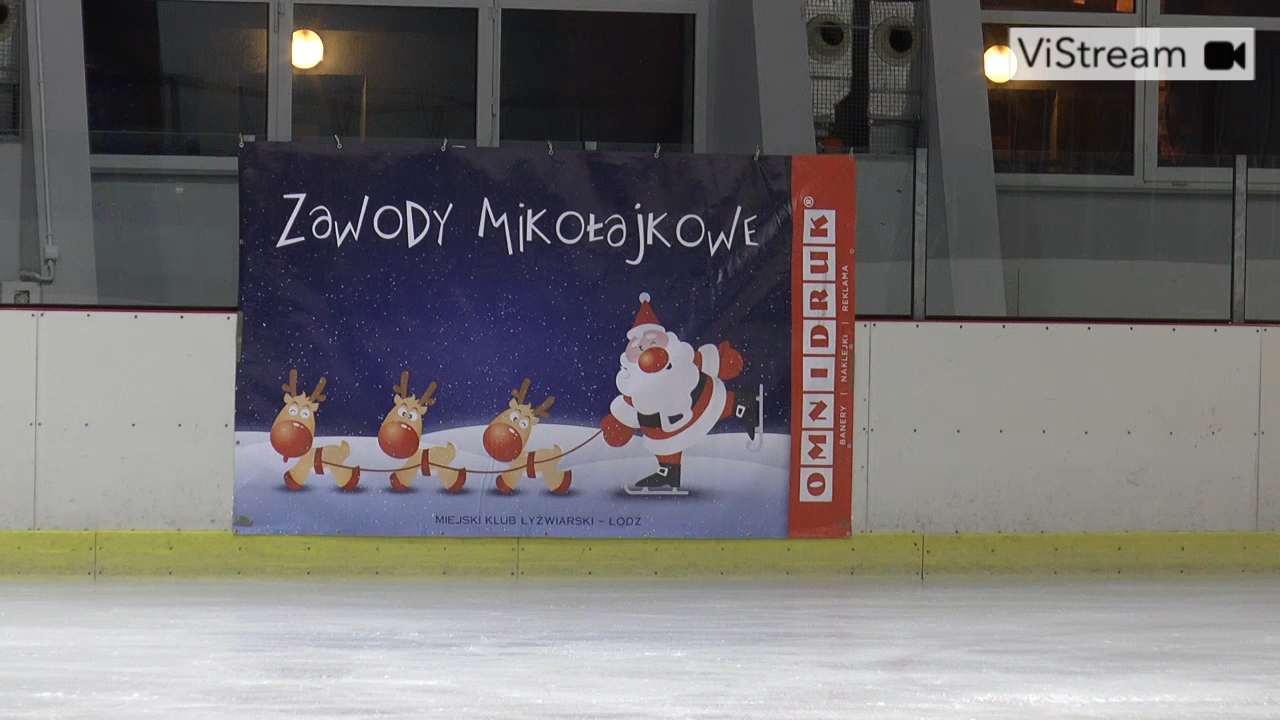 ViStream
ZaWODY MIKOŁAJKOWE
OMNIDRUK®
BANERY | NAKLEJKI | REKLAMA
MIEJSKI KLUB ŁYŻWIARSKI - ŁÓDŹ